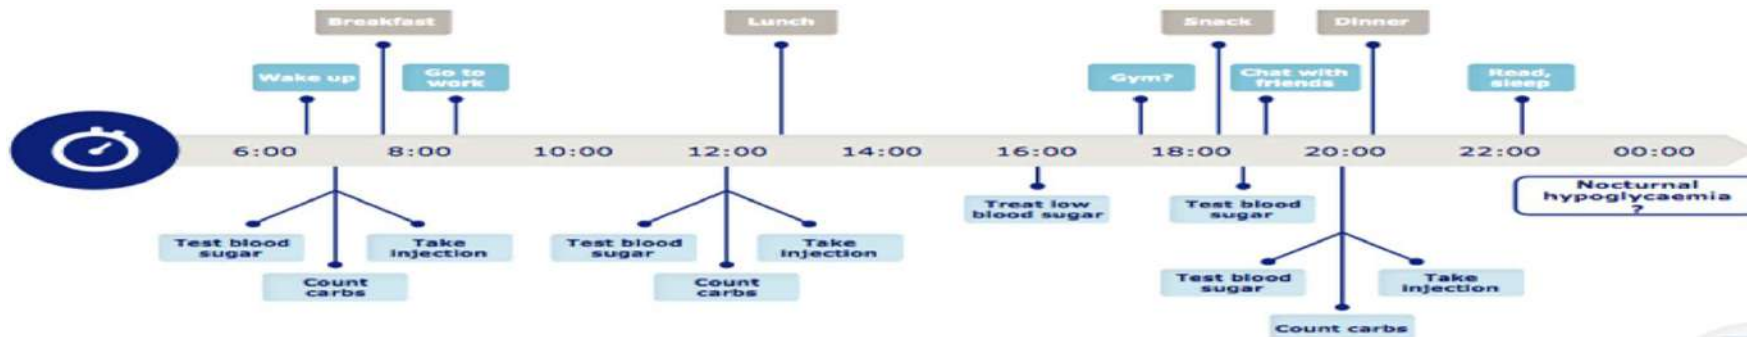 Breakfast
Lunch
Snack
Dinner
Wake up
Go to
work
Gym?
Chat with
friends
Read,
sleep
6:00
8:00
10:00
12:00
14:00
16:00
18:00
20:00
22:00
00:00
Treat low
blood sugar
Test blood
sugar
Nocturnal
hypoglycaemia
?
Test blood
sugar
Take
injection
Count
carbs
Test blood
sugar
Take
injection
Count
carbs
Test blood
sugar
Take
injection
Count carbs